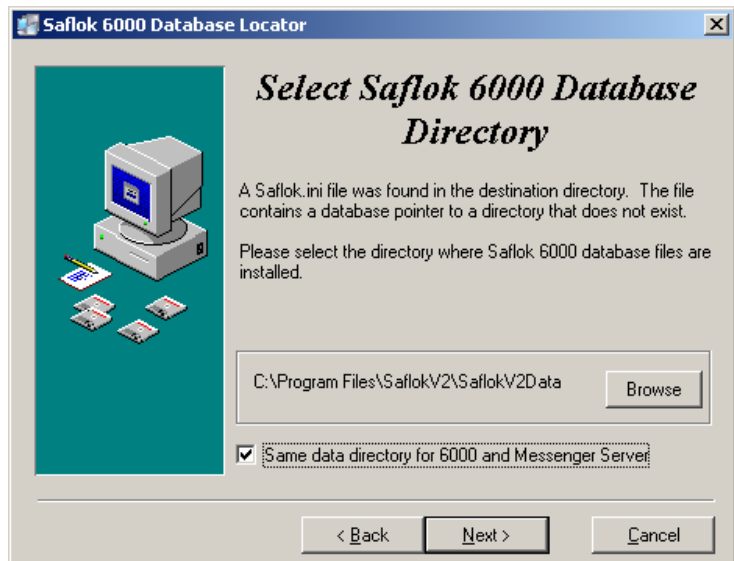 Saflok 6000 Database Locator
Select Saflok 6000 Database
Directory
A Saflok.ini file was found in the destination directory. The file
contains a database pointer to a directory that does not exist.
Please select the directory where Saflok 6000 database files are
installed.
C:\Program Files\SaflokV2\SaflokV2Data
Browse
Same data directory for 6000 and Messenger Server
< Back
Next >
Cancel